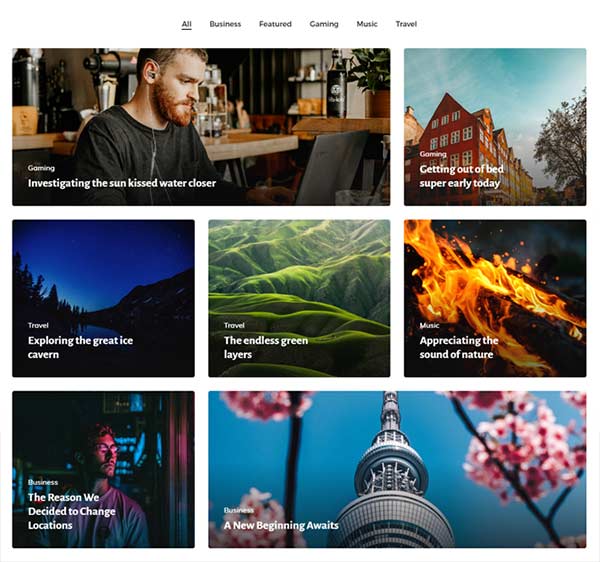 All Business Featured Gaming Music Travel
Gaming
Investigating the sun kissed water closer
Gaming
Getting out of bed
super early today
Travel
Exploring the great ice
cavern
Travel
The endless green
layers
Music
Appreciating the
sound of nature
Business
The Reason We
Decided to Change
Locations
Business
A New Beginning Awaits